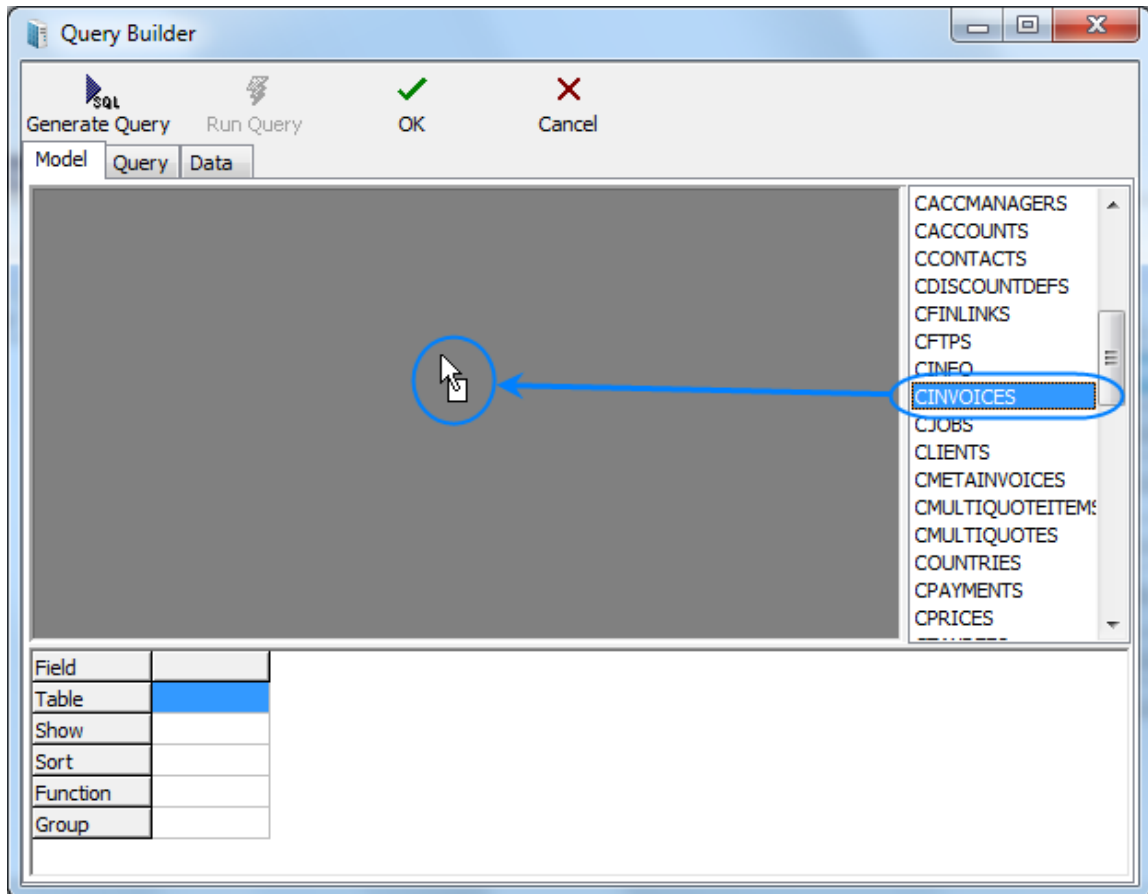 Query Builder
SQL
Generate Query Run Query OK Cancel
Model Query Data
CACCMANAGERS
CACCOUNTS
CCONTACTS
CDISCOUNTDEFS
CFINLINKS
CFTPS
CINFO
CINVOICES
CJOBS
CLIENTS
CMETAINVOICES
CMULTIQUOTEITEMS
CMULTIQUOTES
COUNTRIES
CPAYMENTS
CPRICES
Field
Table
Show
Sort
Function
Group